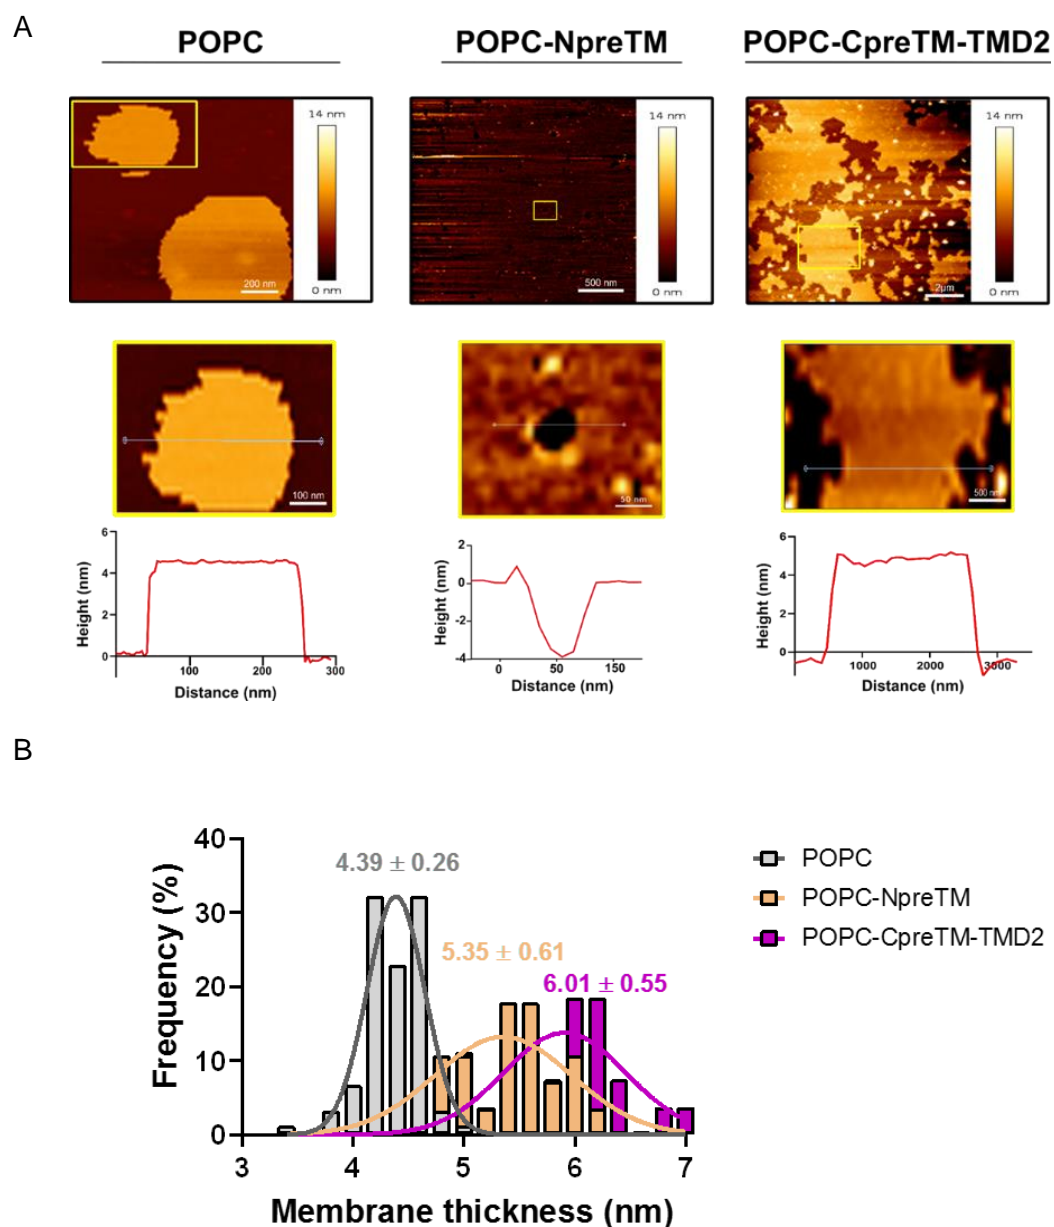 A
POPC
POPC-NpreTM
POPC-CpreTM-TMD2
14 nm
0 nm
200 nm
14 nm
0 nm
500 nm
14 nm
0 nm
2µm
100 nm
50 nm
500 nm
Height (nm)
6
4
2
0
100
200
300
Distance (nm)
Height (nm)
2
0
-2
-4
0
50
150
Distance (nm)
Height (nm)
6
4
2
0
1000
2000
3000
Distance (nm)
B
Frequency (%)
40
30
20
10
0
4.39 ± 0.26
5.35 ± 0.61
6.01 ± 0.55
POPC
POPC-NpreTM
POPC-CpreTM-TMD2
3
4
5
6
7
Membrane thickness (nm)